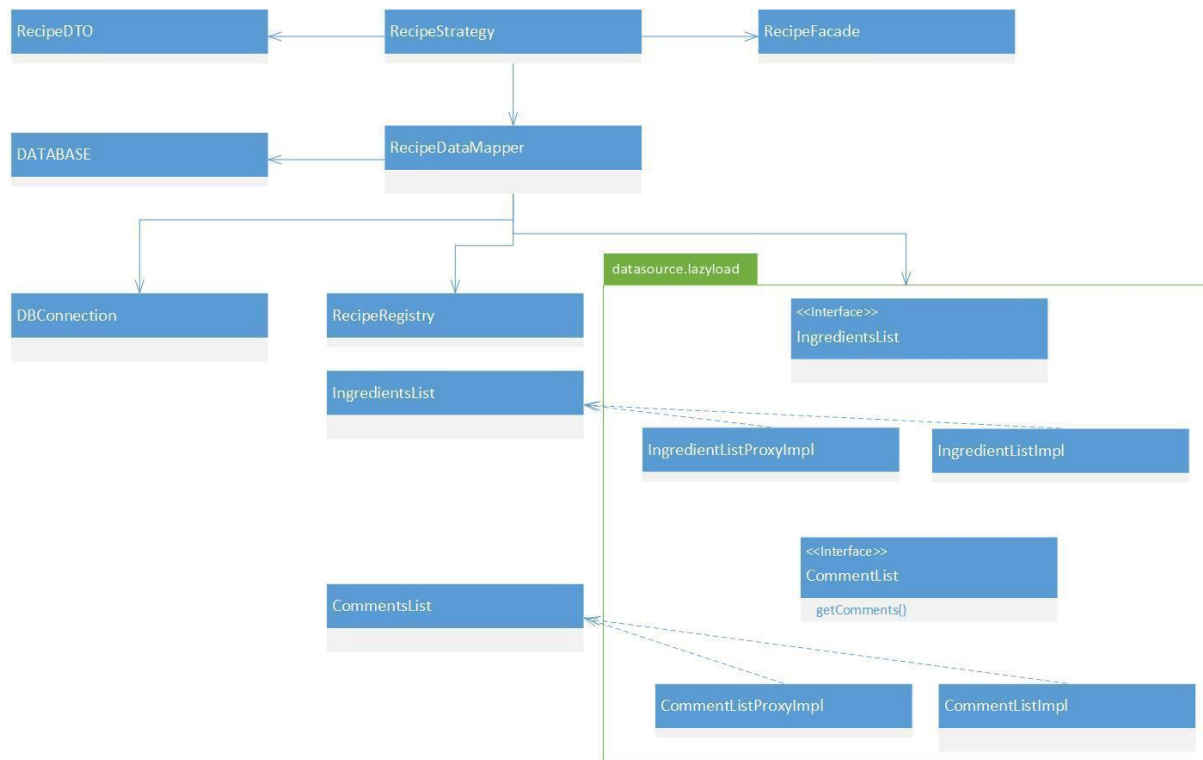 RecipeDTO
RecipeStrategy
RecipeFacade
DATABASE
RecipeDataMapper
datasource.lazyload
DBConnection
RecipeRegistry
<<Interface>>
IngredientsList
IngredientsList
IngredientListProxyImpl
IngredientListImpl
<<Interface>>
CommentList
getComments()
CommentsList
CommentListProxyImpl
CommentListImpl